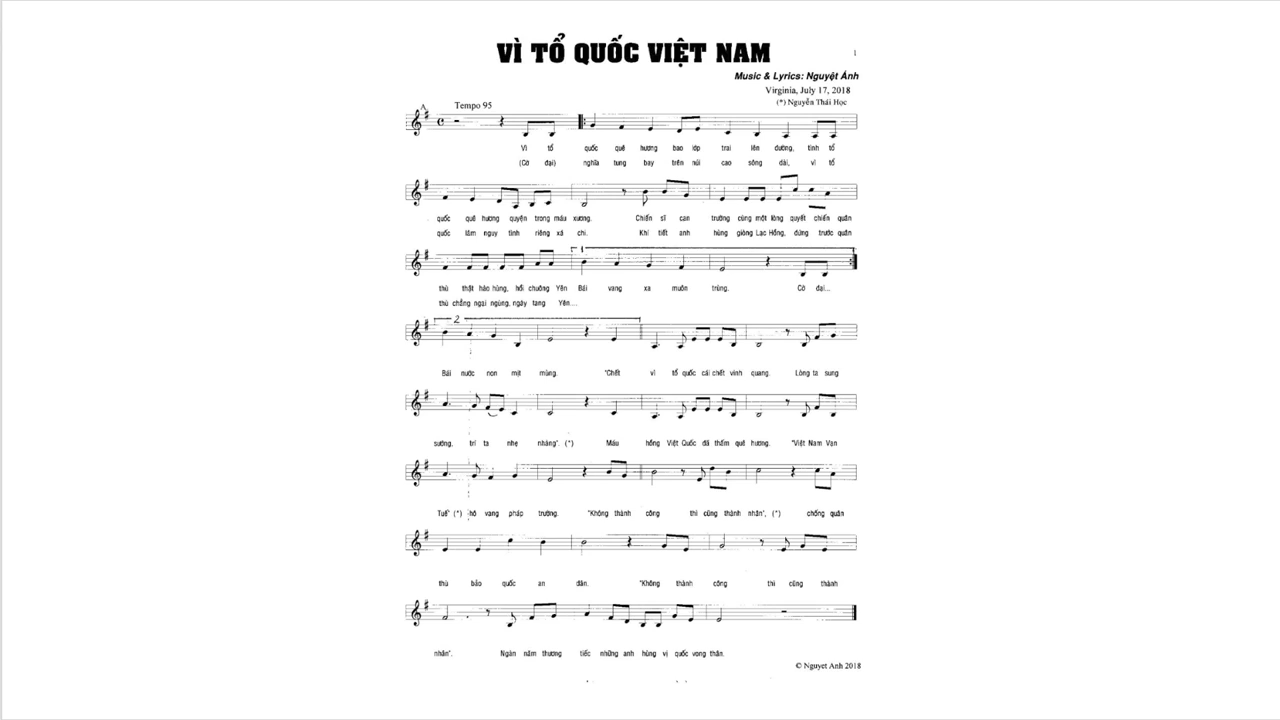 VÌ TỔ QUỐC VIỆT NAM
1
Music & Lyrics: Nguyệt Ánh
Virginia, July 17, 2018
(*) Nguyễn Thái Học
A
Tempo 95
Vì tổ quốc quê hương bao lớp trai lên đường, tình tổ
(Cờ đại) nghĩa tung bay trên núi cao sông dài, vì tổ
quốc quê hương quyện trong máu xương. Chiến sĩ can trường cùng một lòng quyết chiến quân
quốc lâm nguy tình riêng xá chi. Khí tiết anh hùng giòng Lạc Hồng, đứng trước quân
1
thù thật hào hùng, hồi chuông Yên Bái vang xa muôn trùng. Cờ đại...
thù chẳng ngại ngùng, ngày tang Yên...
2
Bái nước non mịt mùng. "Chết vì tổ quốc cái chết vinh quang. Lòng ta sung
sướng, trí ta nhẹ nhàng". (*) Máu hồng Việt Quốc đã thấm quê hương. "Việt Nam Vạn
Tuế" (*) hô vang pháp trường. "Không thành công thì cũng thành nhân", (*) chống quân
thù bảo quốc an dân. "Không thành công thì cũng thành
nhân". Ngàn năm thương tiếc những anh hùng vị quốc vong thân.
© Nguyet Anh 2018